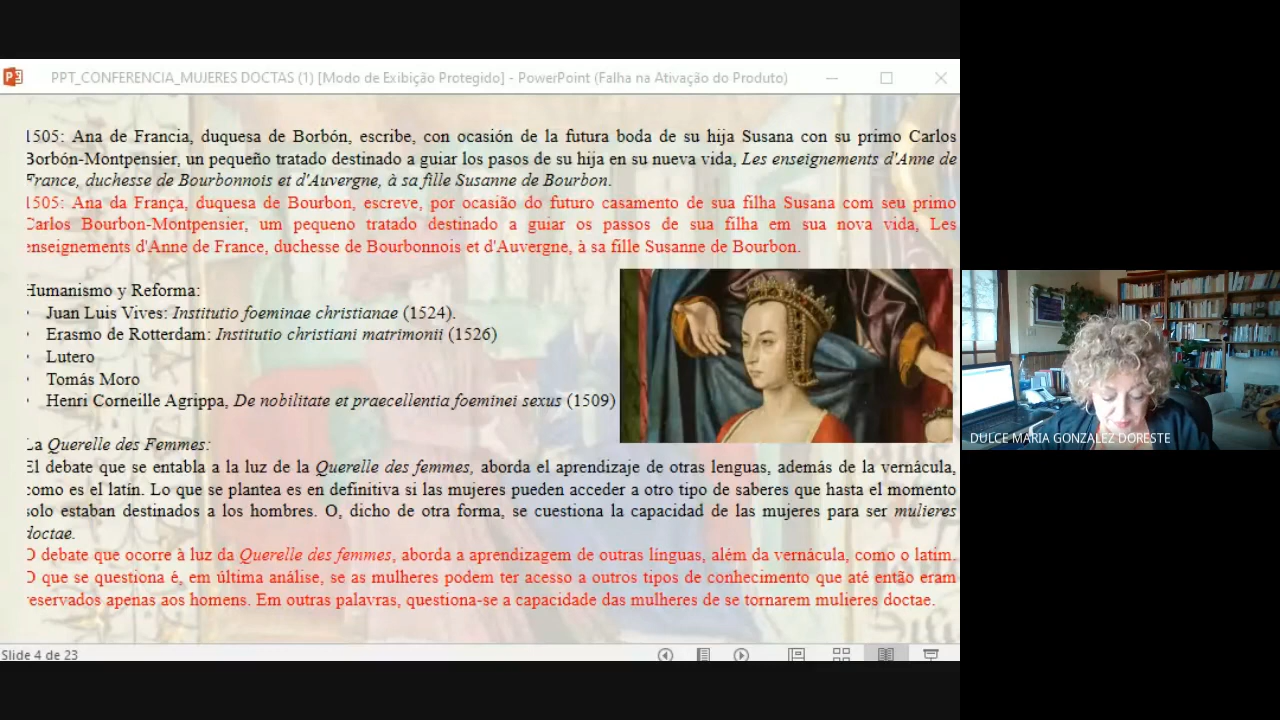 PPT_CONFERENCIA_MUJERES DOCTAS (1) [Modo de Exibição Protegido] - PowerPoint (Falha na Ativação do Produto)
1505: Ana de Francia, duquesa de Borbón, escribe, con ocasión de la futura boda de su hija Susana con su primo Carlos
Borbón-Montpensier, un pequeño tratado destinado a guiar los pasos de su hija en su nueva vida, Les enseignements d'Anne de
France, duchesse de Bourbonnois et d'Auvergne, à sa fille Susanne de Bourbon.
1505: Ana da França, duquesa de Bourbon, escreve, por ocasião do futuro casamento de sua filha Susana com seu primo
Carlos Bourbon-Montpensier, um pequeno tratado destinado a guiar os passos de sua filha em sua nova vida, Les
enseignements d'Anne de France, duchesse de Bourbonnois et d'Auvergne, à sa fille Susanne de Bourbon.
Humanismo y Reforma:
Juan Luis Vives: Institutio foeminae christianae (1524).
Erasmo de Rotterdam: Institutio christiani matrimonii (1526)
Lutero
Tomás Moro
Henri Corneille Agrippa, De nobilitate et praecellentia foeminei sexus (1509)
La Querelle des Femmes:
El debate que se entabla a la luz de la Querelle des femmes, aborda el aprendizaje de otras lenguas, además de la vernácula,
como es el latín. Lo que se plantea es en definitiva si las mujeres pueden acceder a otro tipo de saberes que hasta el momento
solo estaban destinados a los hombres. O, dicho de otra forma, se cuestiona la capacidad de las mujeres para ser mulieres
doctae.
O debate que ocorre à luz da Querelle des femmes, aborda a aprendizagem de outras línguas, além da vernácula, como o latim.
O que se questiona é, em última análise, se as mulheres podem ter acesso a outros tipos de conhecimento que até então eram
reservados apenas aos homens. Em outras palavras, questiona-se a capacidade das mulheres de se tornarem mulieres doctae.
DULCE MARIA GONZALEZ DORESTE
Slide 4 de 23